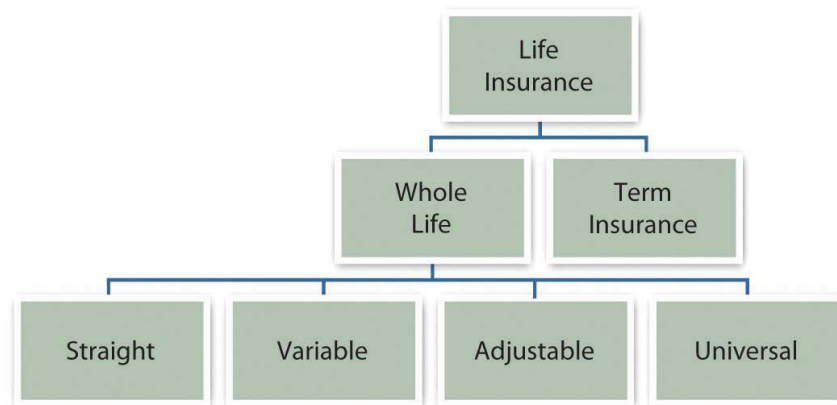 Life
Insurance
Whole
Life
Term
Insurance
Straight
Variable
Adjustable
Universal